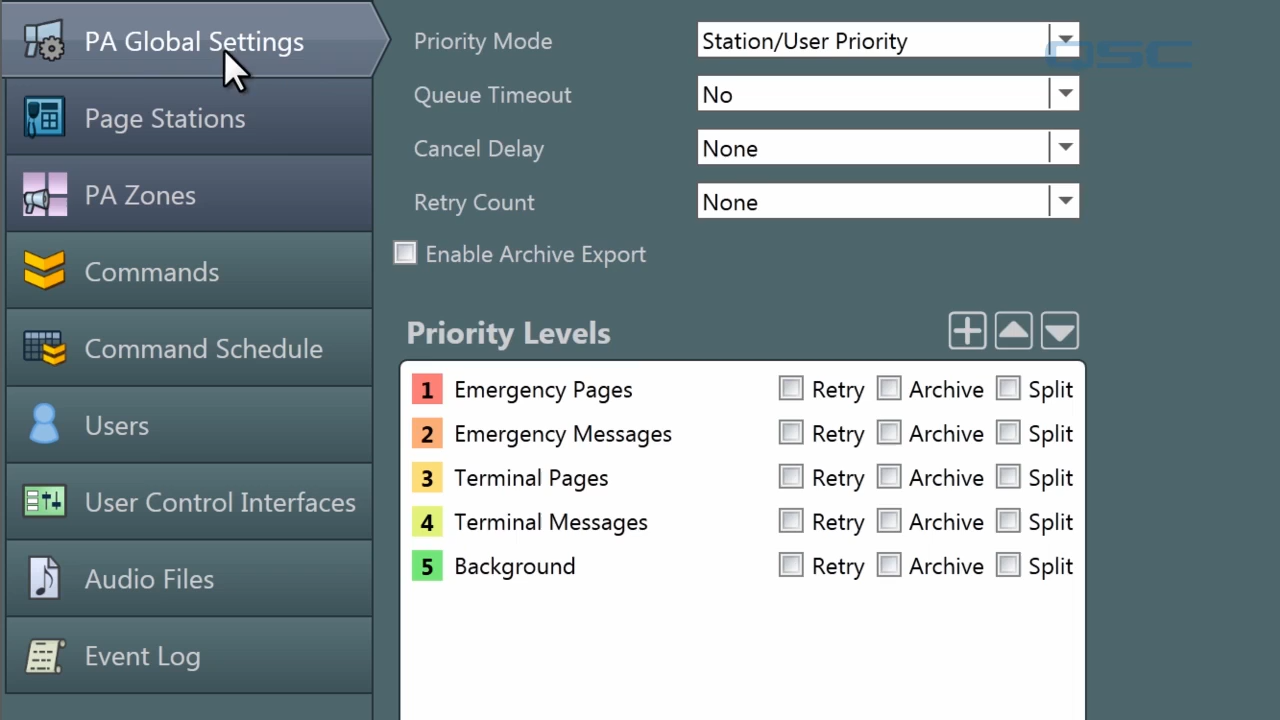 PA Global Settings
Page Stations
PA Zones
Commands
Command Schedule
Users
User Control Interfaces
Audio Files
Event Log
Priority Mode Station/User Priority
QSC
Queue Timeout No
Cancel Delay None
Retry Count None
Enable Archive Export
Priority Levels
1 Emergency Pages Retry Archive Split
2 Emergency Messages Retry Archive Split
3 Terminal Pages Retry Archive Split
4 Terminal Messages Retry Archive Split
5 Background Retry Archive Split